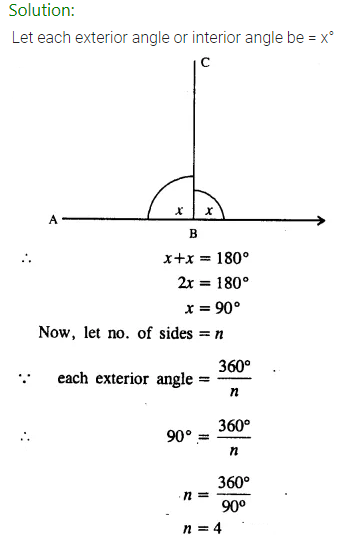 Solution:
Let each exterior angle or interior angle be = x°
C
x x
A
B
∴ x+x = 180°
2x = 180°
x = 90°
Now, let no. of sides = n
∵ each exterior angle = 360°/n
∴ 90° = 360°/n
n = 360°/90°
n = 4